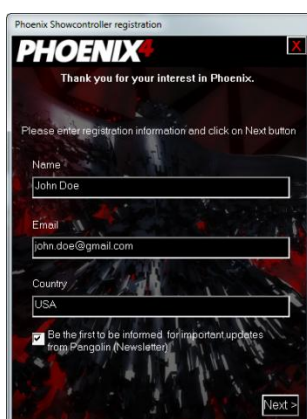 Phoenix Showcontroller registration
PHOENIX4
X
Thank you for your interest in Phoenix.
Please enter registration information and click on Next button
Name
John Doe
Email
john.doe@gmail.com
Country
USA
Be the first to be informed for important updates
from Pangolin (Newsletter)
Next >